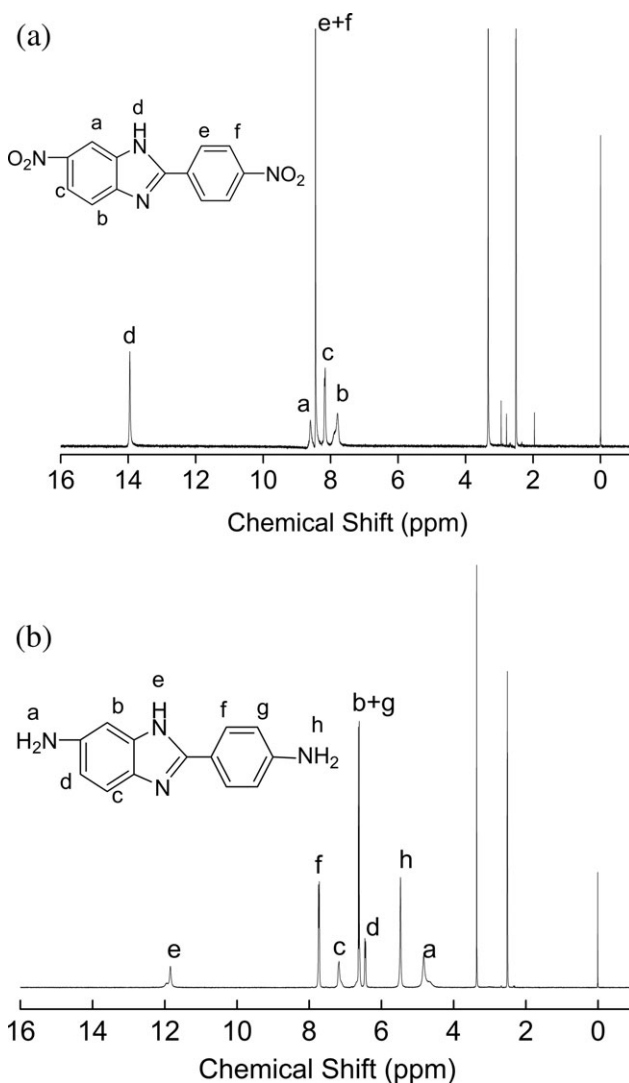 (a)
e+f
d
a
H
N
e
f
O₂N
NO₂
c
N
b
d
c
a
b
16 14 12 10 8 6 4 2 0
Chemical Shift (ppm)
(b)
b+g
e
a
b
H
N
f
g
h
H₂N
NH₂
d
N
c
f
h
d
e
c
a
16 14 12 10 8 6 4 2 0
Chemical Shift (ppm)